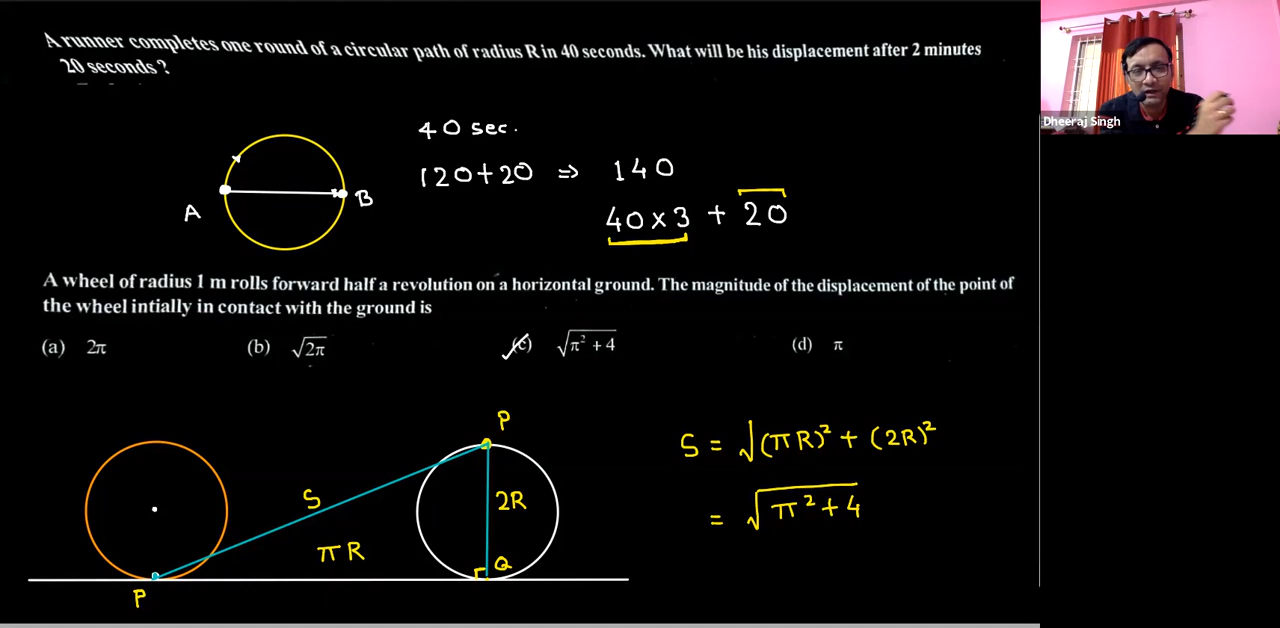 A runner completes one round of a circular path of radius R in 40 seconds. What will be his displacement after 2 minutes
20 seconds?
Dheeraj Singh
40 sec.
120+20 ⇒ 140
40 × 3 + 20
A
B
A wheel of radius 1 m rolls forward half a revolution on a horizontal ground. The magnitude of the displacement of the point of
the wheel intially in contact with the ground is
(a) 2π (b) √2π (c) √π² + 4 (d) π
P
S = √(πR)² + (2R)²
S
2R
= √π² + 4
πR
Q
P